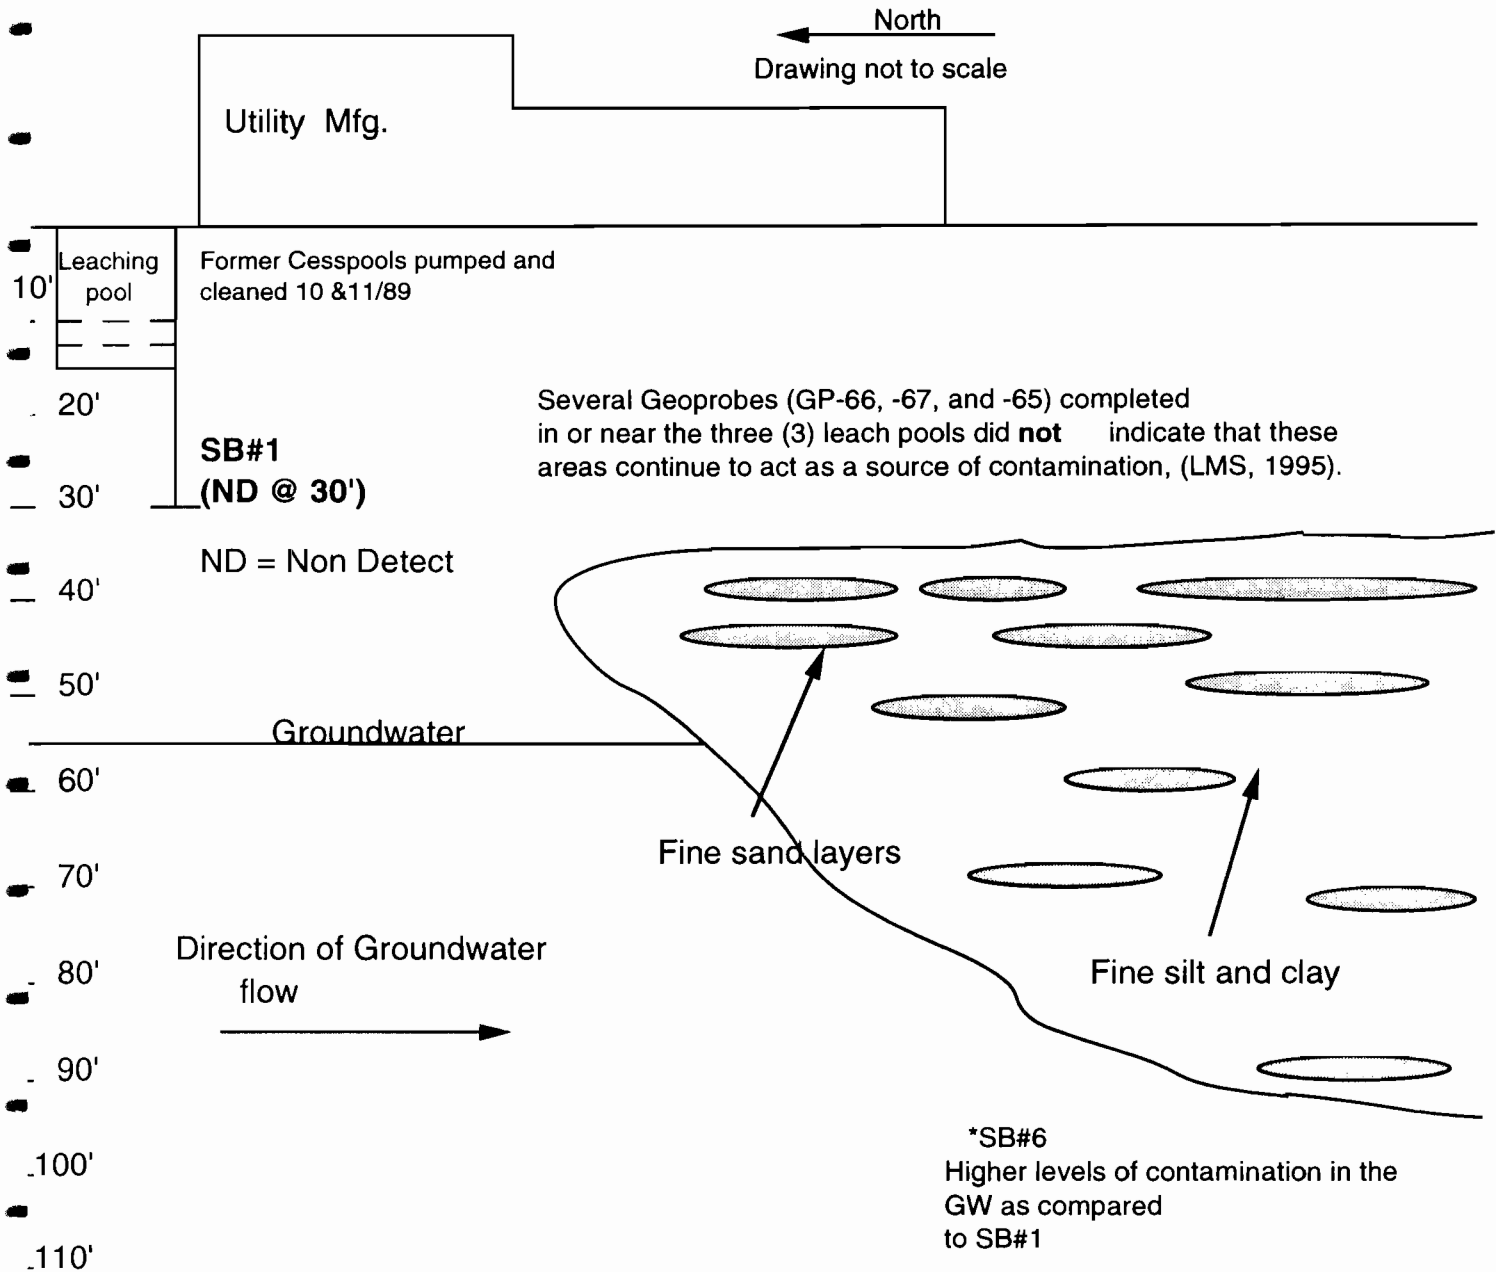 North
Drawing not to scale
Utility Mfg.
Leaching
pool
Former Cesspools pumped and
cleaned 10 &11/89
10'
20'
Several Geoprobes (GP-66, -67, and -65) completed
in or near the three (3) leach pools did not indicate that these
areas continue to act as a source of contamination, (LMS, 1995).
SB#1
(ND @ 30')
30'
ND = Non Detect
40'
50'
Groundwater
60'
Fine sand layers
70'
Direction of Groundwater
flow
80'
Fine silt and clay
90'
*SB#6
Higher levels of contamination in the
GW as compared
to SB#1
100'
110'